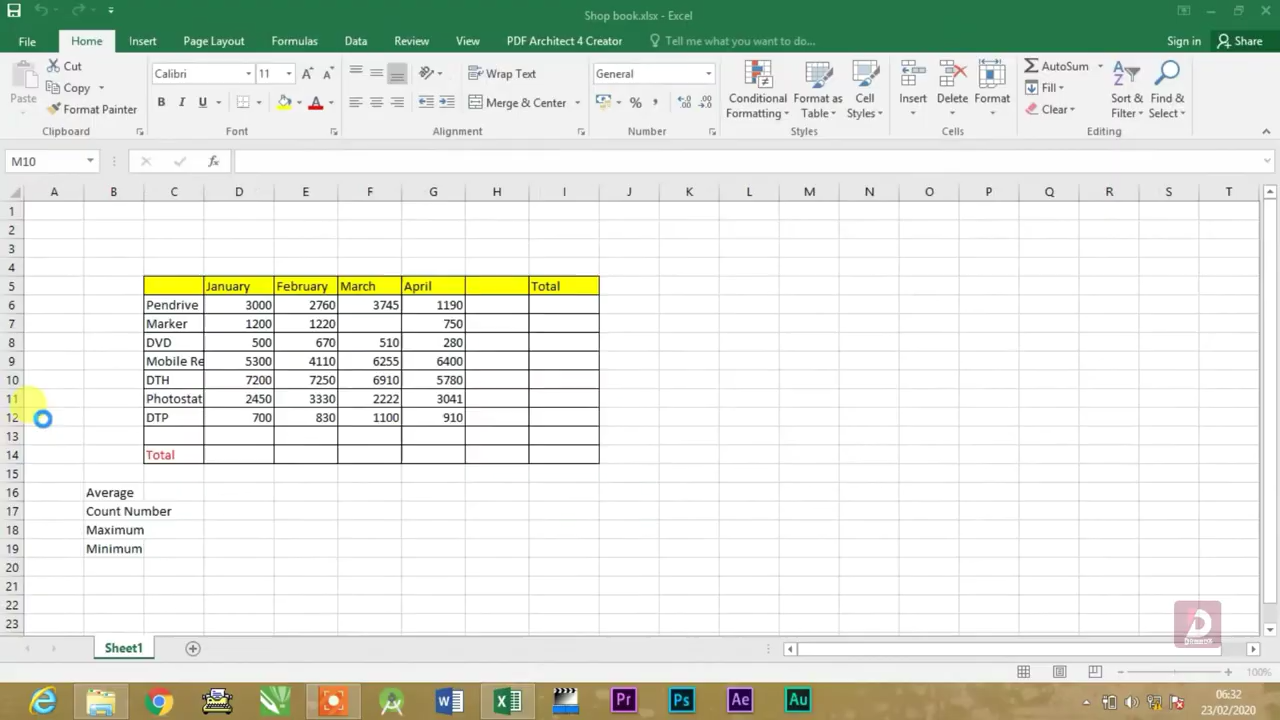 Shop book.xlsx - Excel
File Home Insert Page Layout Formulas Data Review View PDF Architect 4 Creator Tell me what you want to do... Sign in Share
Paste Cut Copy Format Painter Clipboard
Calibri 11 B I U A Font
Wrap Text Merge & Center Alignment
General % Number
Conditional Formatting Format as Table Cell Styles Styles
Insert Delete Format Cells
AutoSum Fill Clear Sort & Filter Find & Select Editing
M10 fx
A B C D E F G H I J K L M N O P Q R S T
1
2
3
4
5 January February March April Total
6 Pendrive 3000 2760 3745 1190
7 Marker 1200 1220 750
8 DVD 500 670 510 280
9 Mobile Re 5300 4110 6255 6400
10 DTH 7200 7250 6910 5780
11 Photostat 2450 3330 2222 3041
12 DTP 700 830 1100 910
13
14 Total
15
16 Average
17 Count Number
18 Maximum
19 Minimum
20
21
22
23
Sheet1
100%
Pr Ps Ae Au
06:32
23/02/2020